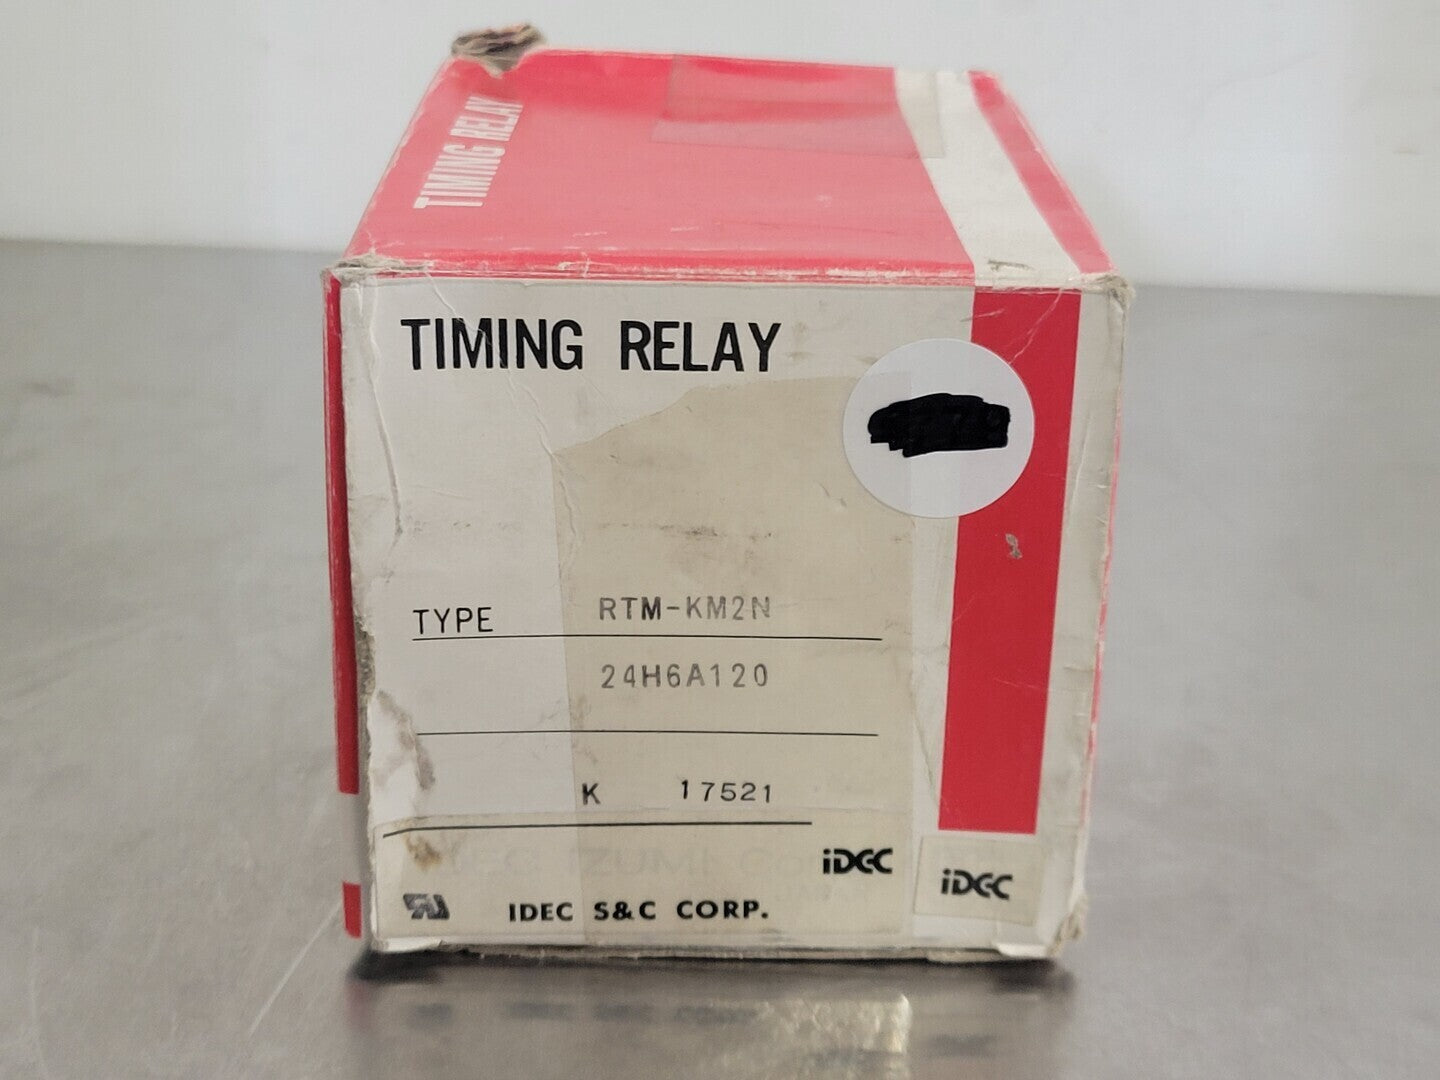 TIMING RELAY
TIMING RELAY
TYPE RTM-KM2N
24H6A120
K 17521
iDEC
iDEC
IDEC S&C CORP.